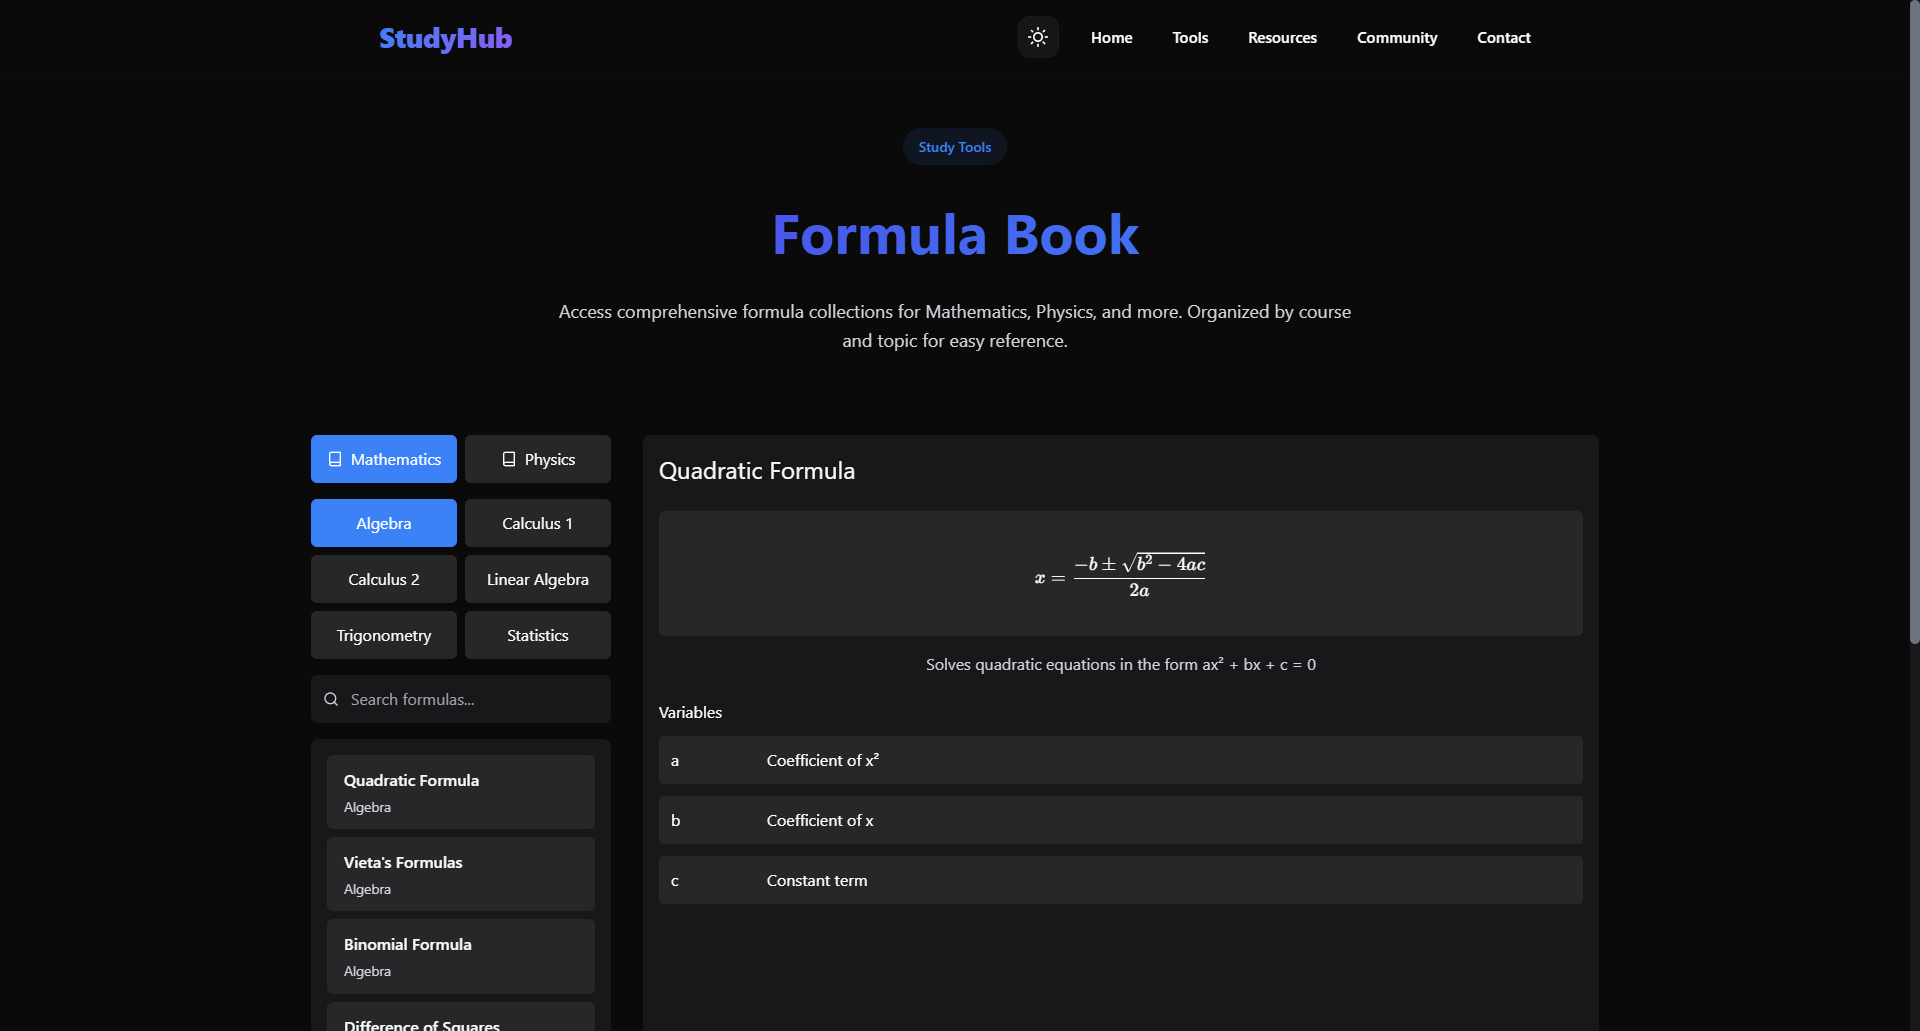 StudyHub
Home Tools Resources Community Contact
Study Tools
Formula Book
Access comprehensive formula collections for Mathematics, Physics, and more. Organized by course
and topic for easy reference.
Mathematics Physics
Algebra Calculus 1
Calculus 2 Linear Algebra
Trigonometry Statistics
Search formulas...
Quadratic Formula
Algebra
Vieta's Formulas
Algebra
Binomial Formula
Algebra
Difference of Squares
Quadratic Formula
x = \frac{-b \pm \sqrt{b^2 - 4ac}}{2a}
Solves quadratic equations in the form ax² + bx + c = 0
Variables
a Coefficient of x²
b Coefficient of x
c Constant term